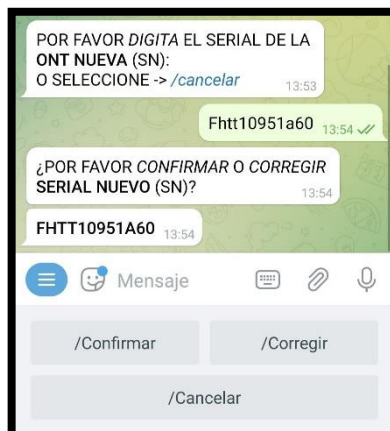 POR FAVOR DIGITA EL SERIAL DE LA
ONT NUEVA (SN):
O SELECCIONE -> /cancelar
13:53
Fhtt10951a60
13:54
¿POR FAVOR CONFIRMAR O CORREGIR
SERIAL NUEVO (SN)?
13:54
FHTT10951A60
13:54
Mensaje
/Confirmar
/Corregir
/Cancelar